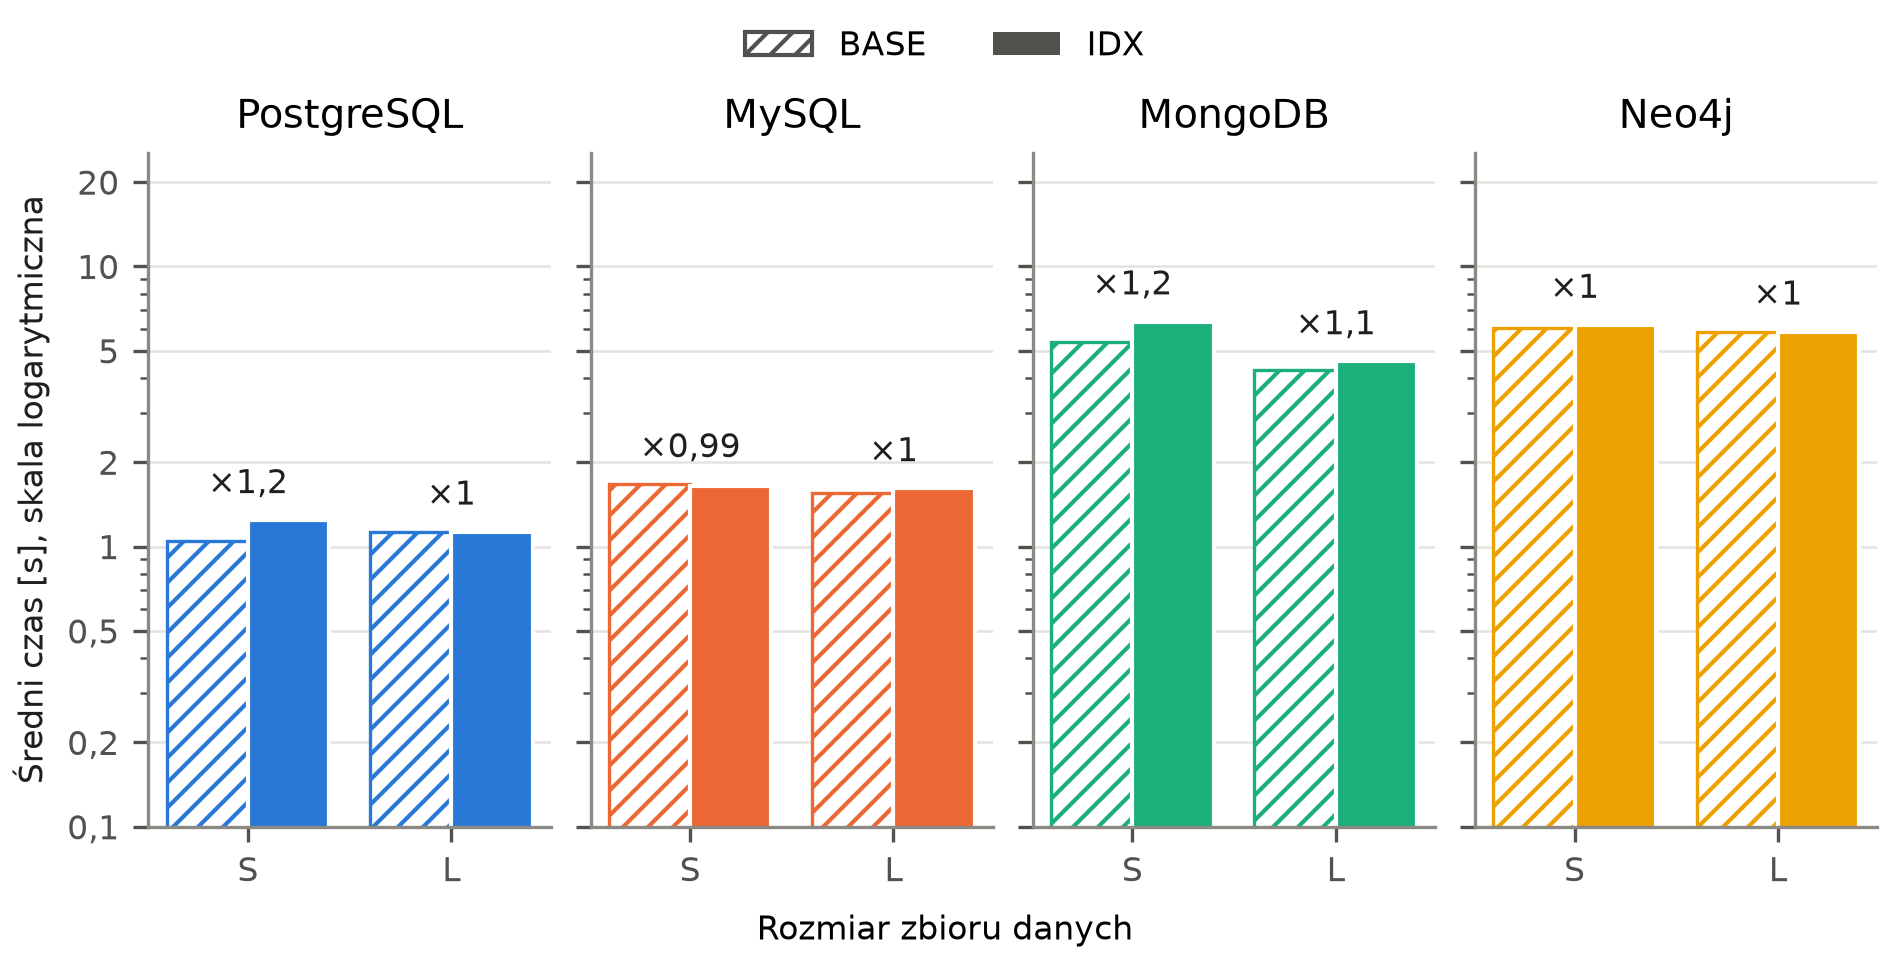 BASE IDX
PostgreSQL MySQL MongoDB Neo4j
Średni czas [s], skala logarytmiczna
20
10
5
2
1
0,5
0,2
0,1
×1,2 ×1
×0,99 ×1
×1,2 ×1,1
×1 ×1
S L S L S L S L
Rozmiar zbioru danych